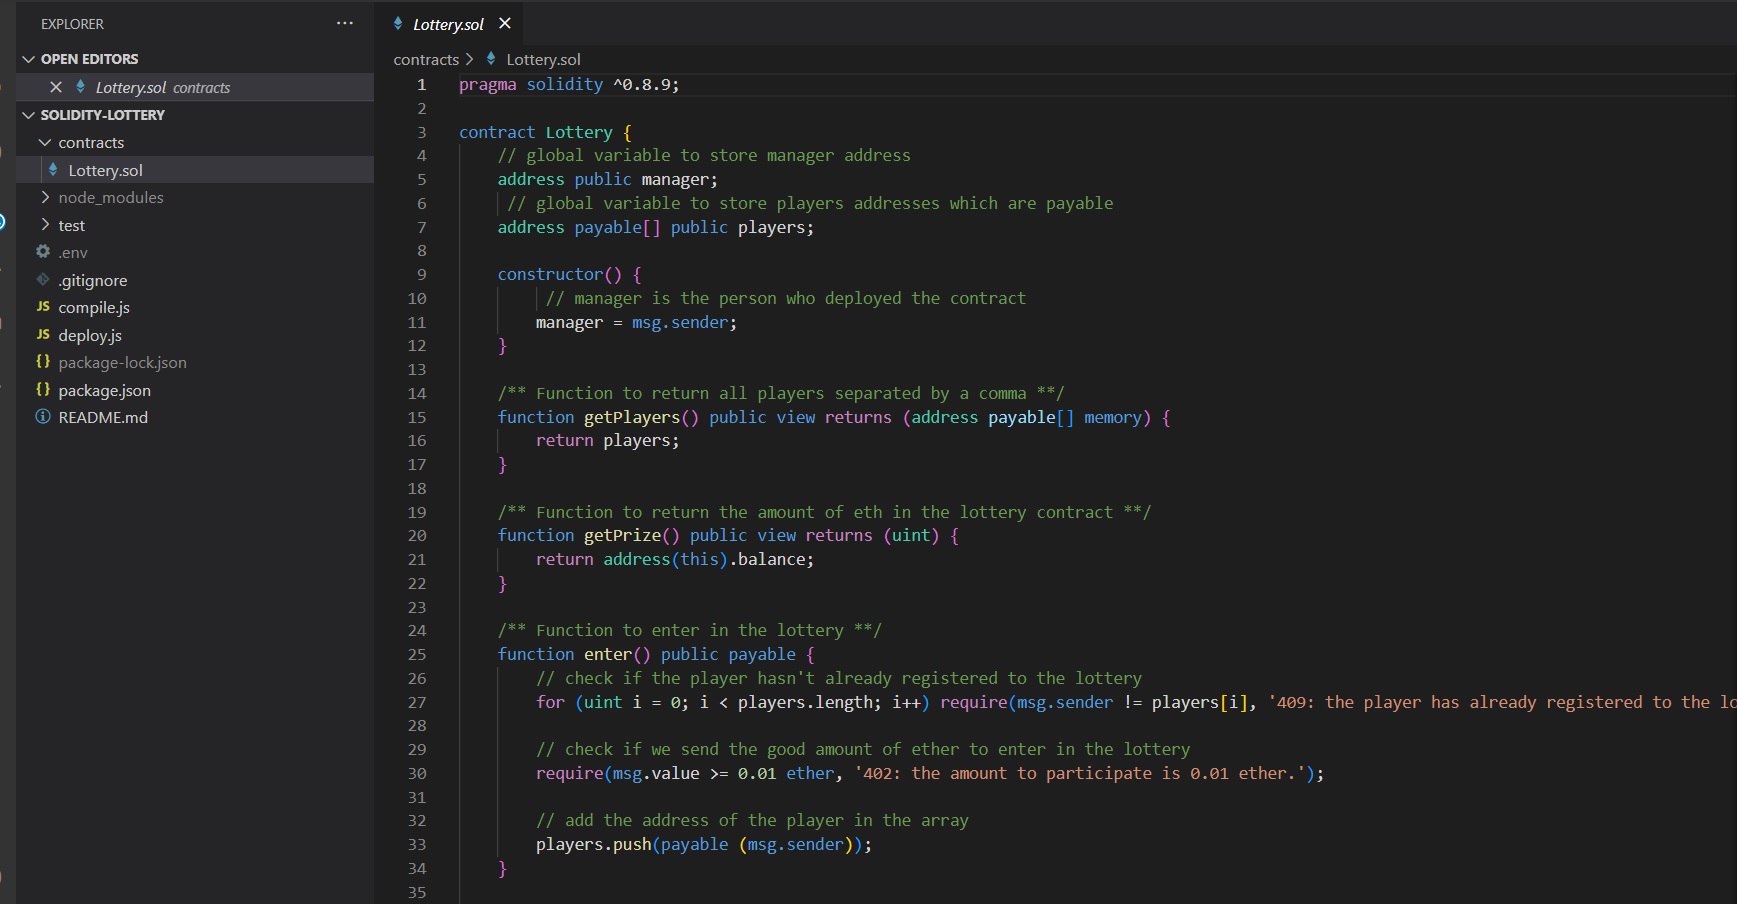 EXPLORER ...
OPEN EDITORS
Lottery.sol contracts
SOLIDITY-LOTTERY
contracts
Lottery.sol
node_modules
test
.env
.gitignore
JS compile.js
JS deploy.js
{} package-lock.json
{} package.json
README.md
Lottery.sol
contracts > Lottery.sol
1 pragma solidity ^0.8.9;
2
3 contract Lottery {
4 // global variable to store manager address
5 address public manager;
6 // global variable to store players addresses which are payable
7 address payable[] public players;
8
9 constructor() {
10 // manager is the person who deployed the contract
11 manager = msg.sender;
12 }
13
14 /** Function to return all players separated by a comma **/
15 function getPlayers() public view returns (address payable[] memory) {
16 return players;
17 }
18
19 /** Function to return the amount of eth in the lottery contract **/
20 function getPrize() public view returns (uint) {
21 return address(this).balance;
22 }
23
24 /** Function to enter in the lottery **/
25 function enter() public payable {
26 // check if the player hasn't already registered to the lottery
27 for (uint i = 0; i < players.length; i++) require(msg.sender != players[i], '409: the player has already registered to the lo
28
29 // check if we send the good amount of ether to enter in the lottery
30 require(msg.value >= 0.01 ether, '402: the amount to participate is 0.01 ether.');
31
32 // add the address of the player in the array
33 players.push(payable (msg.sender));
34 }
35